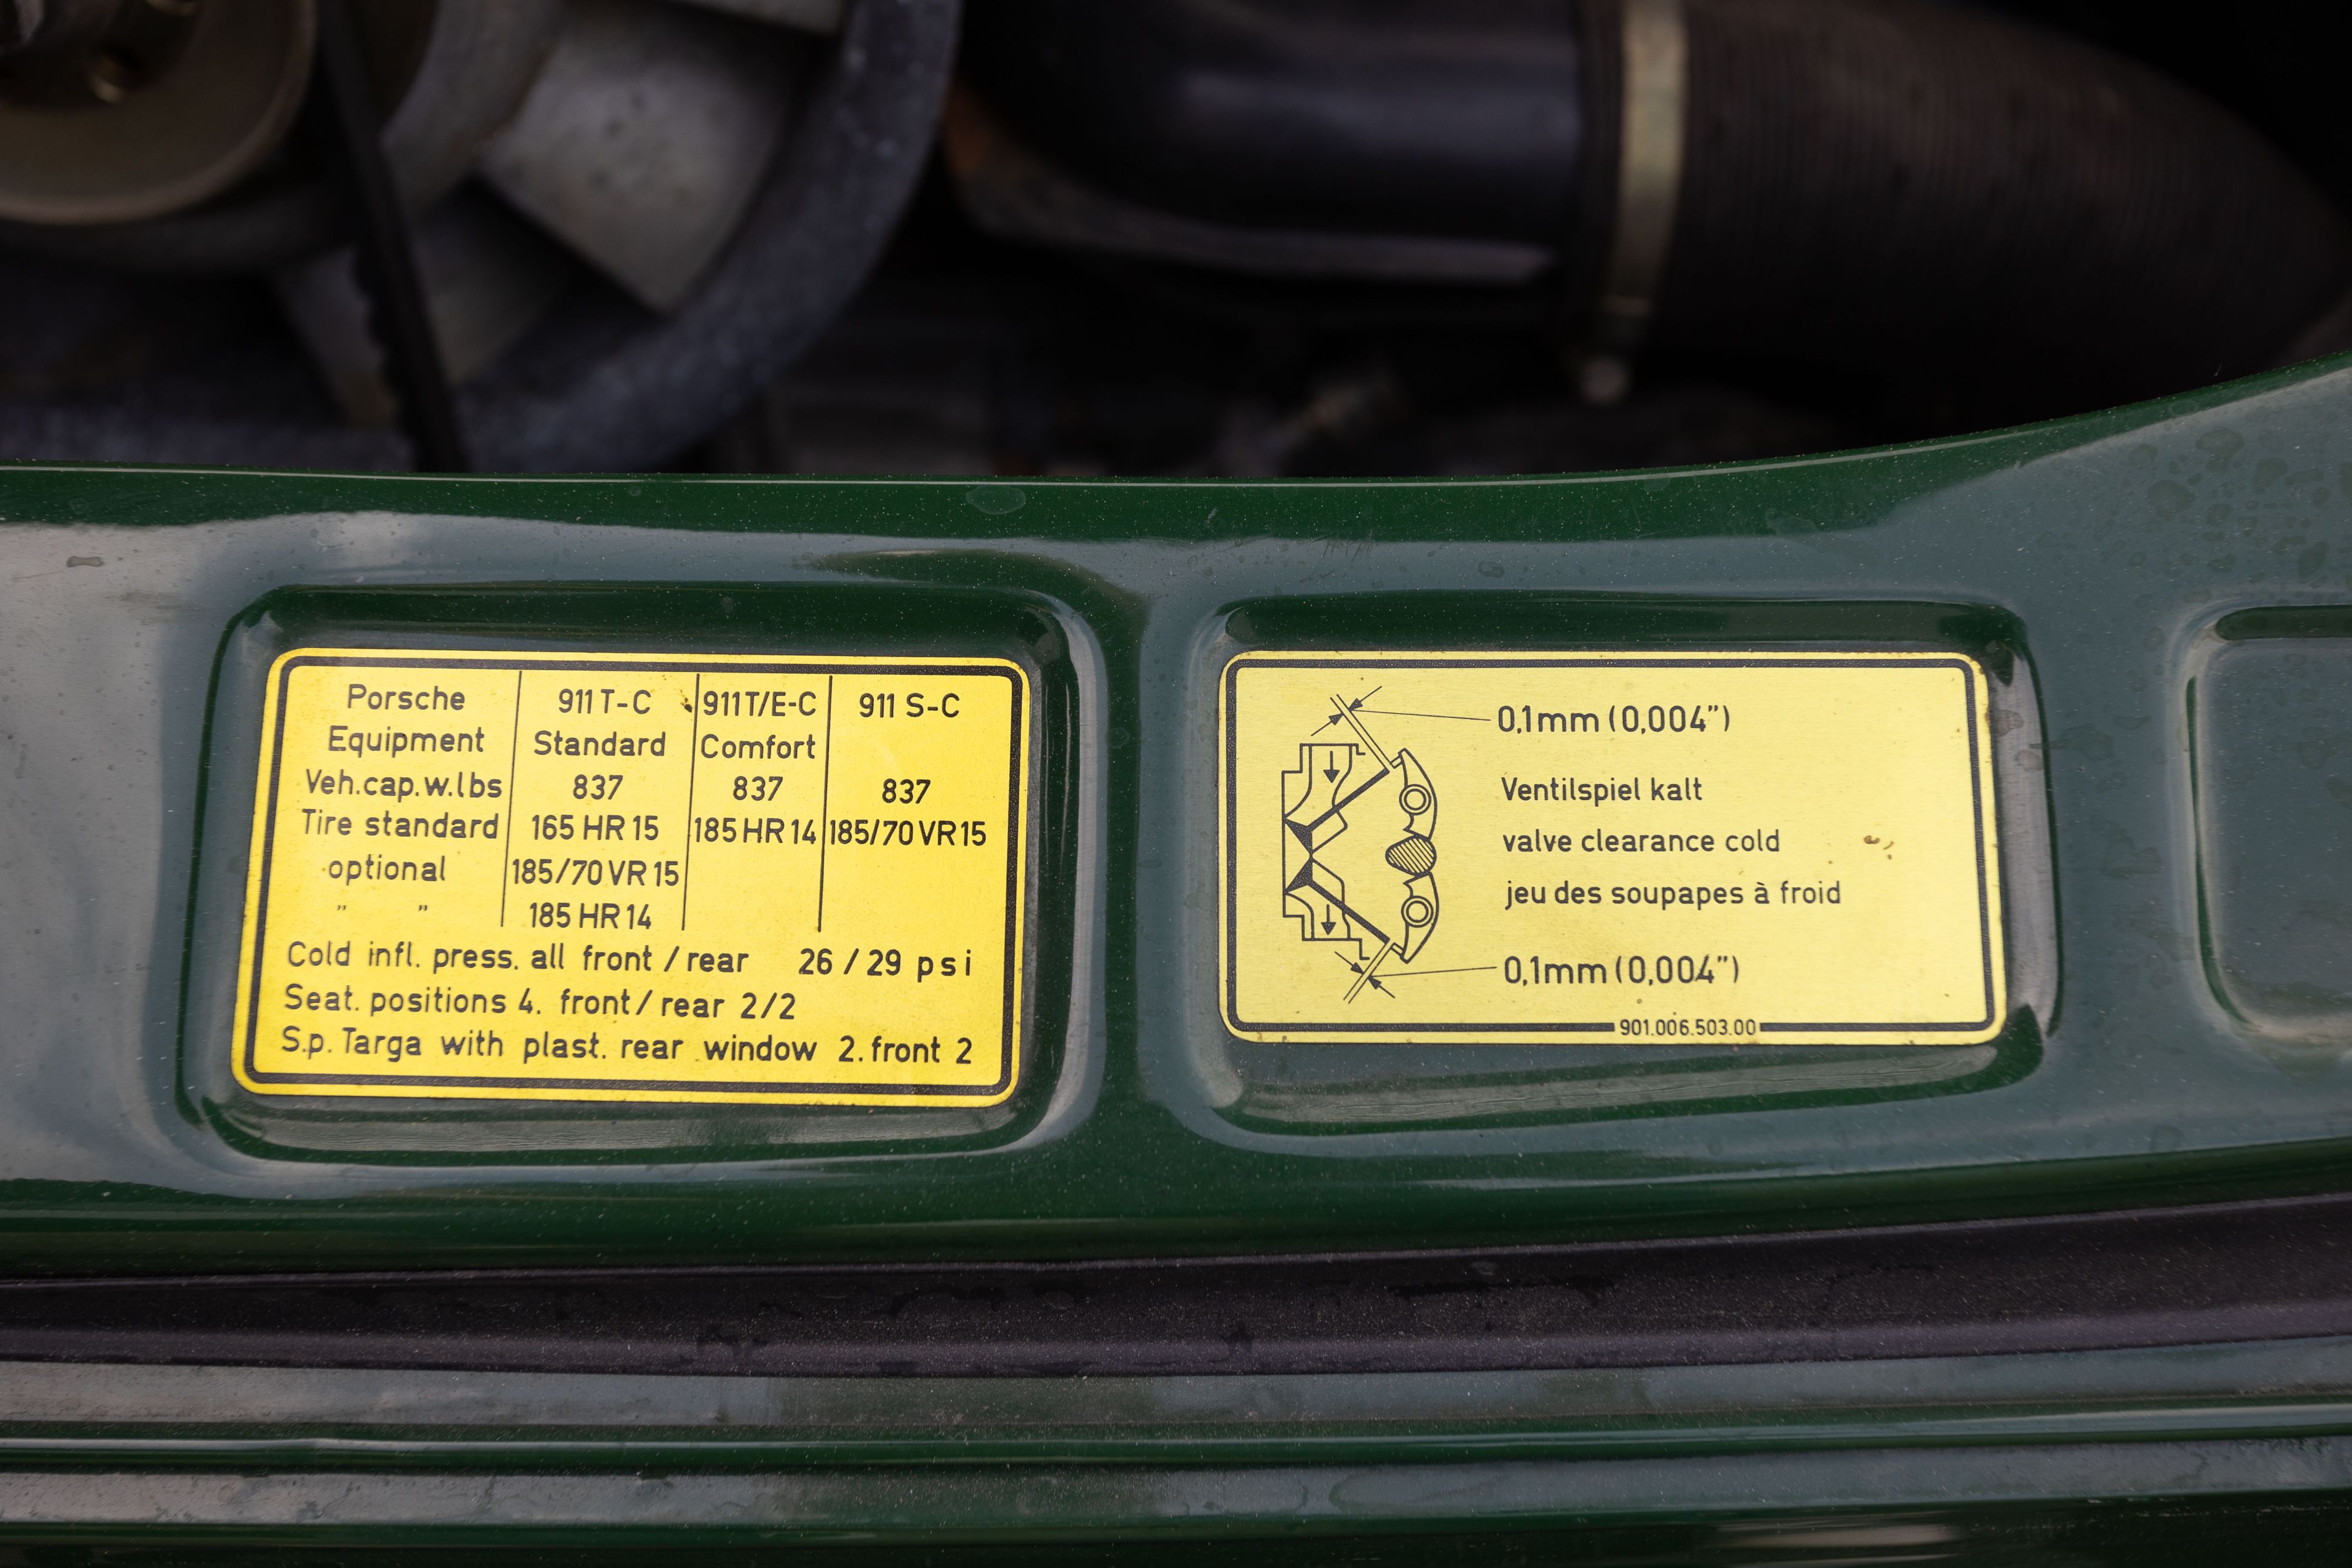 Porsche 911 T-C 911T/E-C 911 S-C
Equipment Standard Comfort
Veh.cap.w.lbs 837 837 837
Tire standard 165 HR 15 185 HR 14 185/70 VR 15
optional 185/70 VR 15
" " 185 HR 14
Cold infl. press. all front / rear 26 / 29 psi
Seat. positions 4. front / rear 2/2
S.p. Targa with plast. rear window 2. front 2
0,1mm (0,004")
Ventilspiel kalt
valve clearance cold
jeu des soupapes à froid
0,1mm (0,004")
901.006.503.00